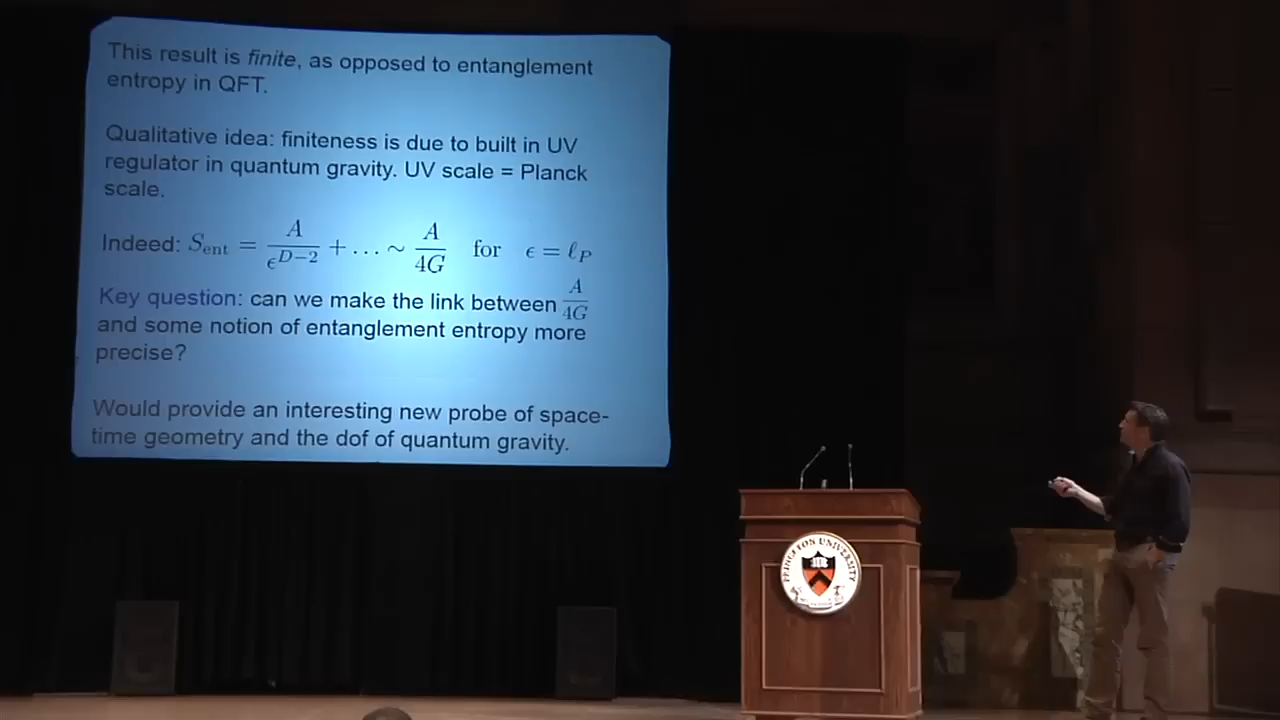 This result is finite, as opposed to entanglement
entropy in QFT.
Qualitative idea: finiteness is due to built in UV
regulator in quantum gravity. UV scale = Planck
scale.
Indeed: S_ent = A/ϵ^{D−2} + … ~ A/4G for ϵ = ℓ_P
Key question: can we make the link between A/4G
and some notion of entanglement entropy more
precise?
Would provide an interesting new probe of space-
time geometry and the dof of quantum gravity.
PRINCETON UNIVERSITY